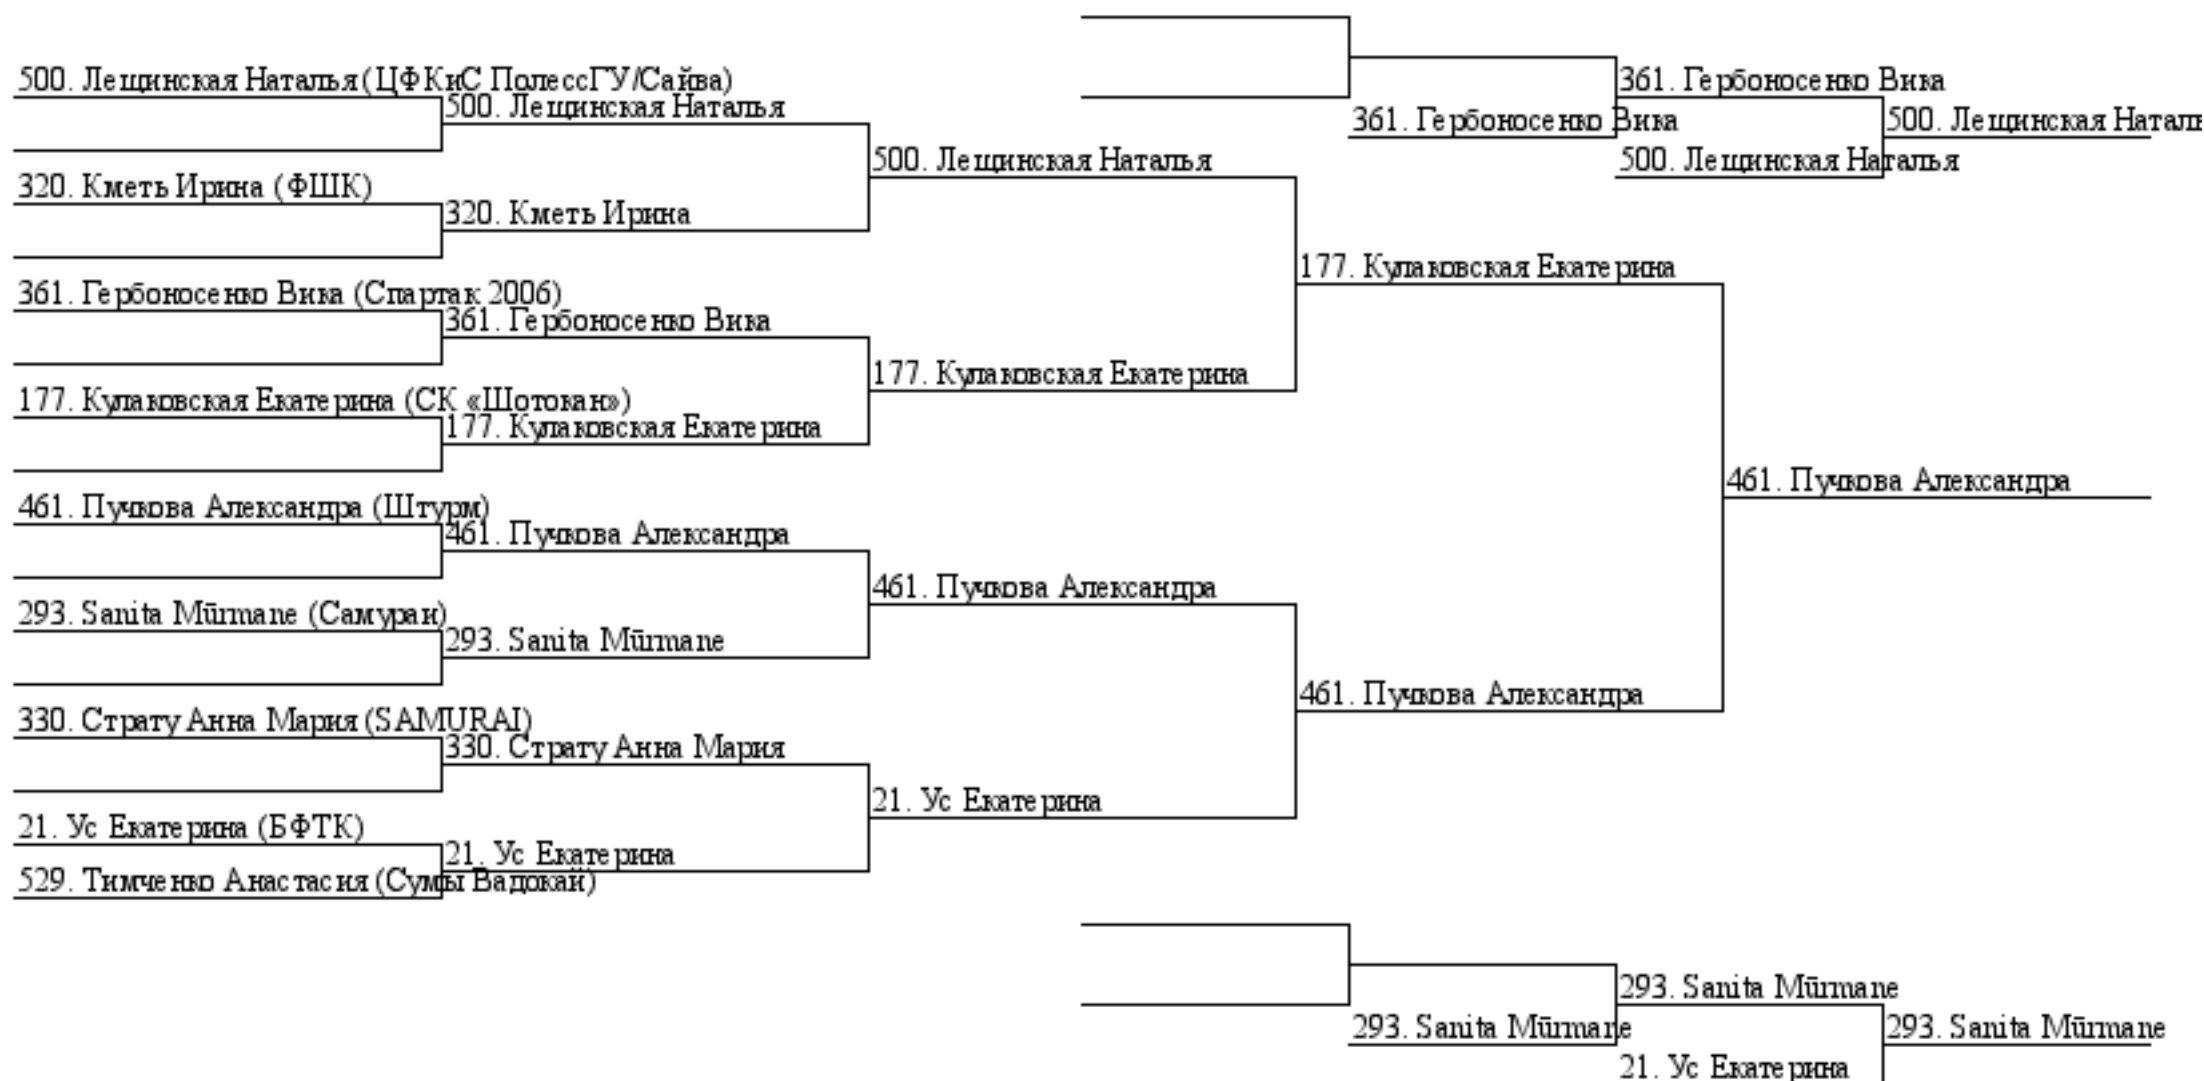 361. Гербоносенко Вика
500. Лещинская Наталья (ЦФКиС ПолессГУ/Сайва)
500. Лещинская Наталья
361. Гербоносенко Вика
500. Лещинская
500. Лещинская Наталья
500. Лещинская Наталья
320. Кметь Ирина (ФШК)
320. Кметь Ирина
177. Кулаковская Екатерина
361. Гербоносенко Вика (Спартак 2006)
361. Гербоносенко Вика
177. Кулаковская Екатерина
177. Кулаковская Екатерина (СК «Шотокан»)
177. Кулаковская Екатерина
461. Пучкова Александра
461. Пучкова Александра (Штурм)
461. Пучкова Александра
461. Пучкова Александра
293. Sanita Mūrmane (Самураи)
293. Sanita Mūrmane
461. Пучкова Александра
330. Страту Анна Мария (SAMURAI)
330. Страту Анна Мария
21. Ус Екатерина
21. Ус Екатерина (БФТК)
21. Ус Екатерина
529. Тимченко Анастасия (Сумы Вадокай)
293. Sanita Mūrmane
293. Sanita Mūrmane
293. Sanita Mūrmane
21. Ус Екатерина